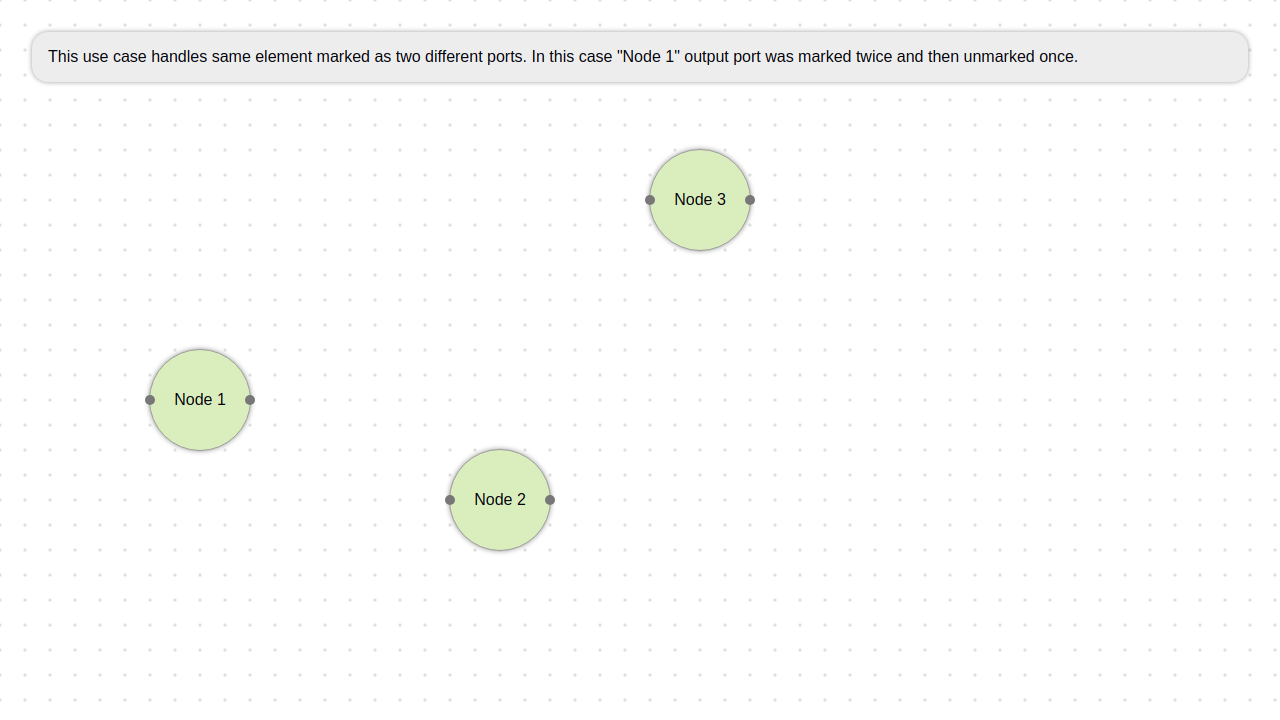 This use case handles same element marked as two different ports. In this case "Node 1" output port was marked twice and then unmarked once.
Node 3
Node 1
Node 2